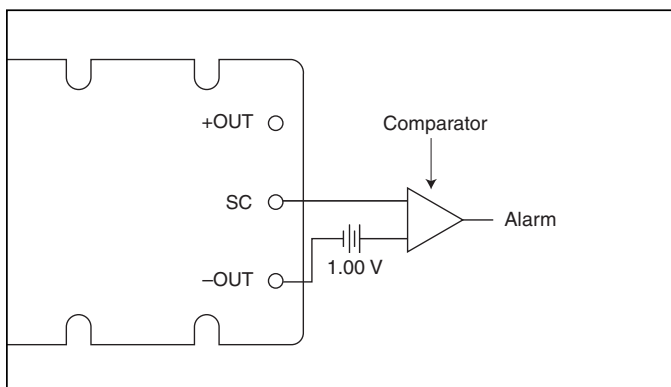 +OUT
Comparator
SC
Alarm
–OUT
1.00 V